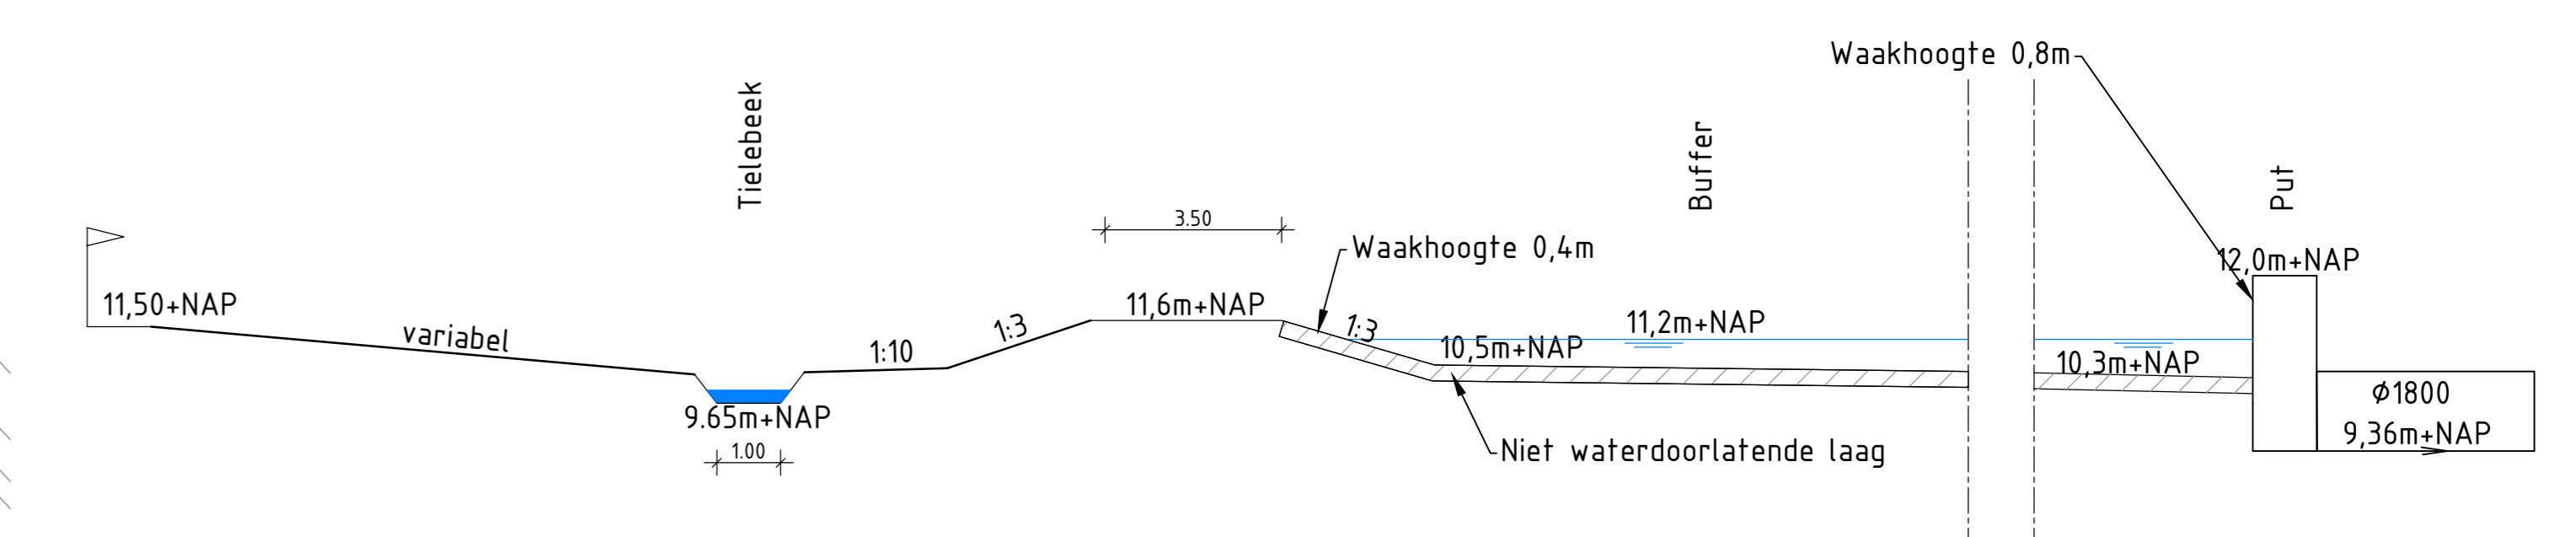 Waakhoogte 0,8m
Tielebeek
Buffer
Put
3.50
Waakhoogte 0,4m
12,0m+NAP
11,50+NAP
variabel
1:10
1:3
11,6m+NAP
1:3
11,2m+NAP
10,5m+NAP
10,3m+NAP
Ø1800
9.65m+NAP
9,36m+NAP
1.00
Niet waterdoorlatende laag